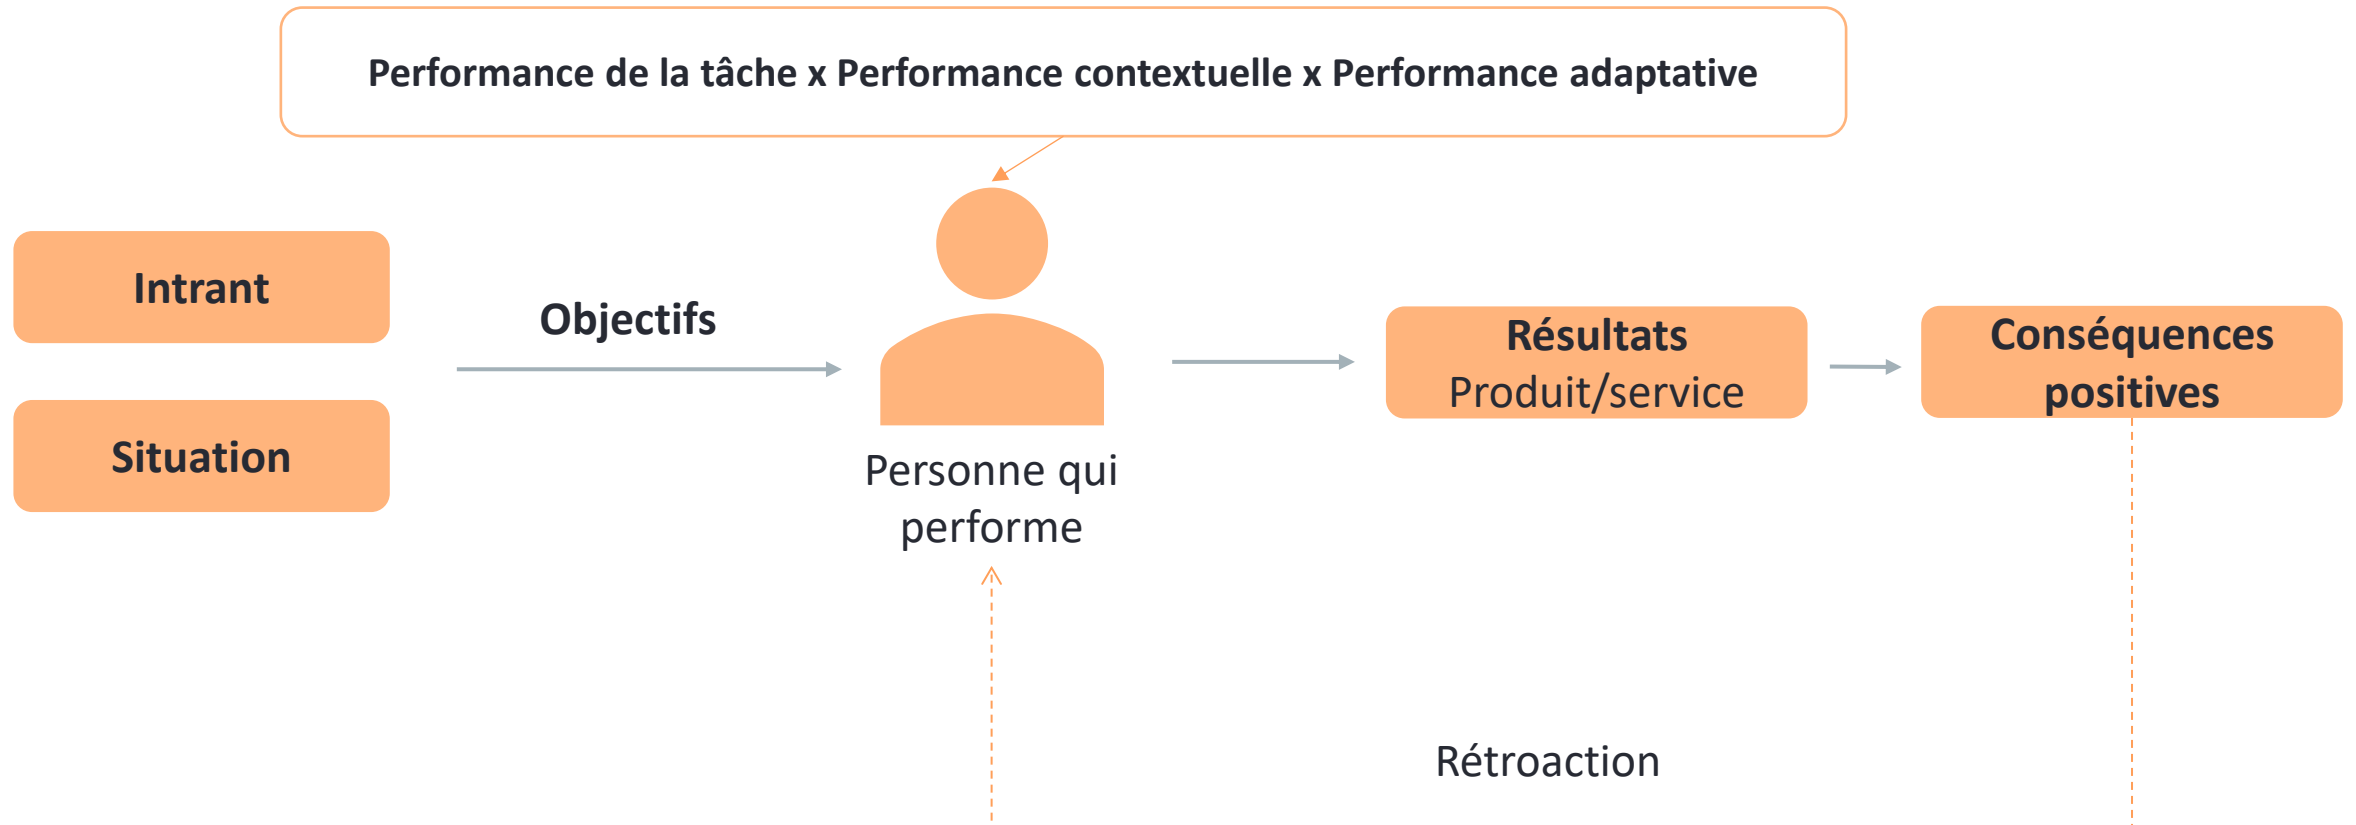 Performance de la tâche x Performance contextuelle x Performance adaptative
Intrant
Situation
Objectifs
Personne qui
performe
Résultats
Produit/service
Conséquences
positives
Rétroaction